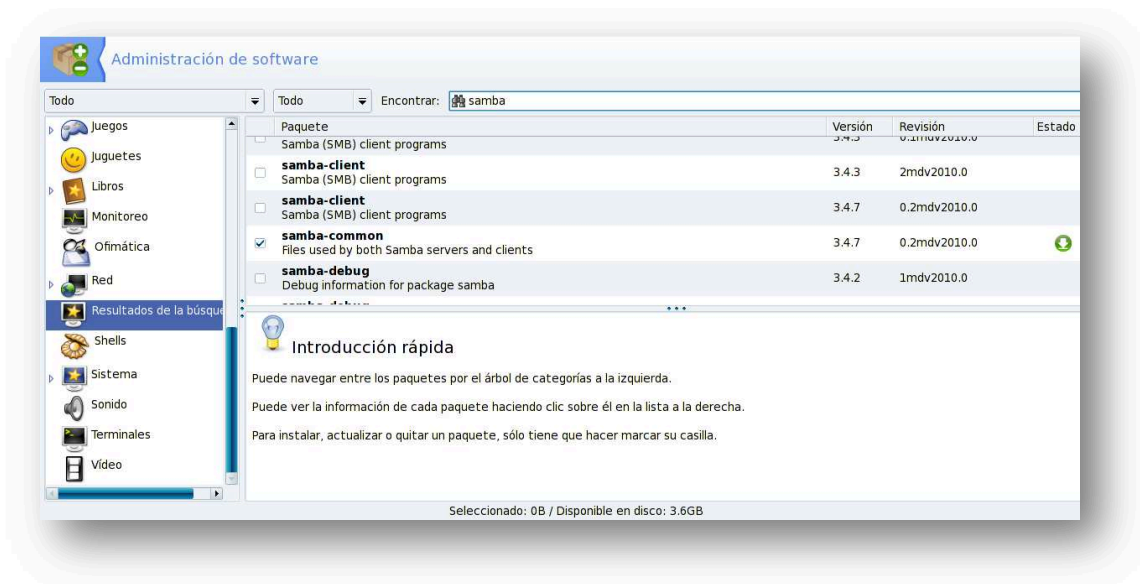 Administración de software
Todo
Todo
Encontrar:
samba
Juegos
Juguetes
Libros
Monitoreo
Ofimática
Red
Resultados de la búsque
Shells
Sistema
Sonido
Terminales
Vídeo
Paquete Versión Revisión Estado
Samba (SMB) client programs
samba-client
Samba (SMB) client programs 3.4.3 2mdv2010.0
samba-client
Samba (SMB) client programs 3.4.7 0.2mdv2010.0
samba-common
Files used by both Samba servers and clients 3.4.7 0.2mdv2010.0
samba-debug
Debug information for package samba 3.4.2 1mdv2010.0
Introducción rápida
Puede navegar entre los paquetes por el árbol de categorías a la izquierda.
Puede ver la información de cada paquete haciendo clic sobre él en la lista a la derecha.
Para instalar, actualizar o quitar un paquete, sólo tiene que hacer marcar su casilla.
Seleccionado: 0B / Disponible en disco: 3.6GB